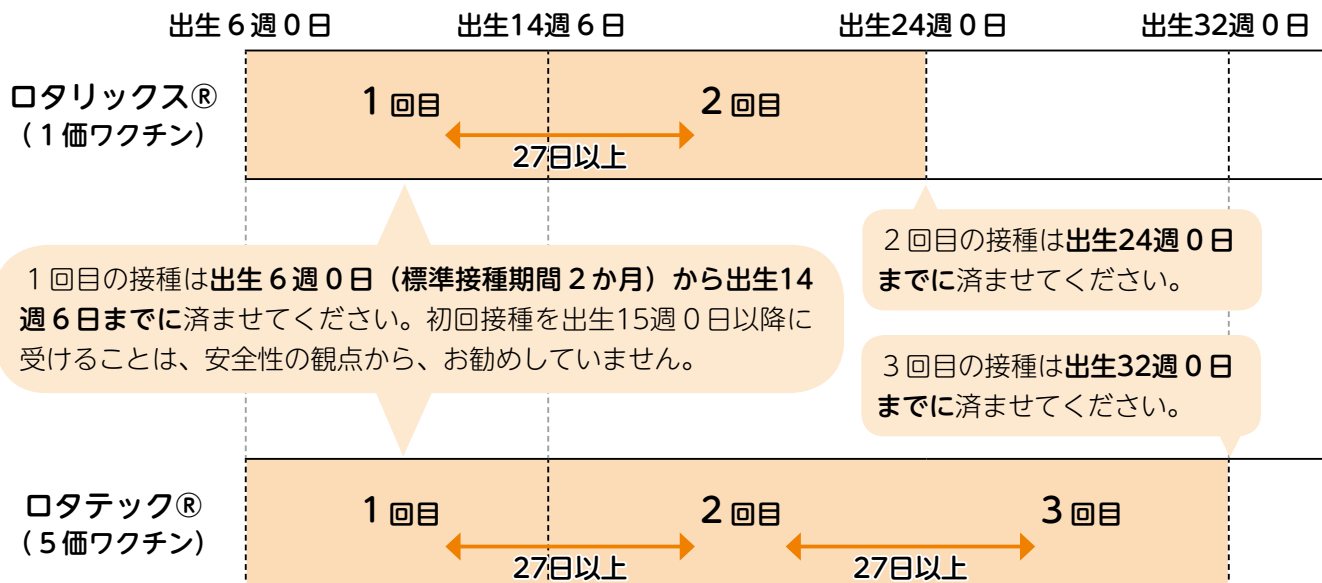 出生６週０日
出生14週６日
出生24週０日
出生32週０日
ロタリックス®
（１価ワクチン）
１回目
２回目
27日以上
１回目の接種は出生６週０日（標準接種期間２か月）から出生14
週６日までに済ませてください。初回接種を出生15週０日以降に
受けることは、安全性の観点から、お勧めしていません。
２回目の接種は出生24週０日
までに済ませてください。
３回目の接種は出生32週０日
までに済ませてください。
ロタテック®
（５価ワクチン）
１回目
２回目
３回目
27日以上
27日以上